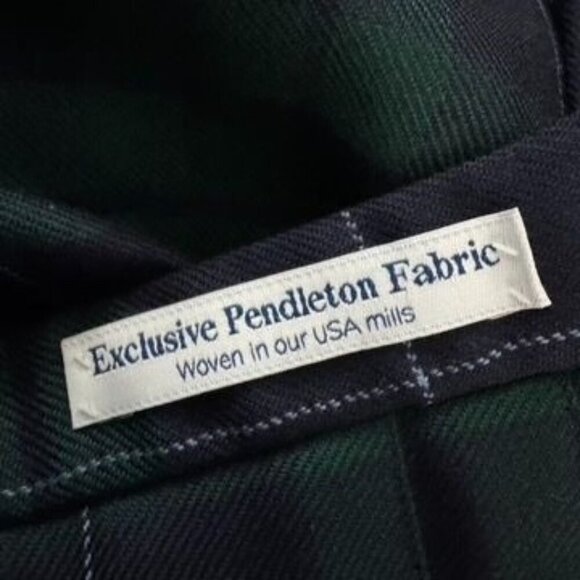 Exclusive Pendleton Fabric
Woven in our USA mills